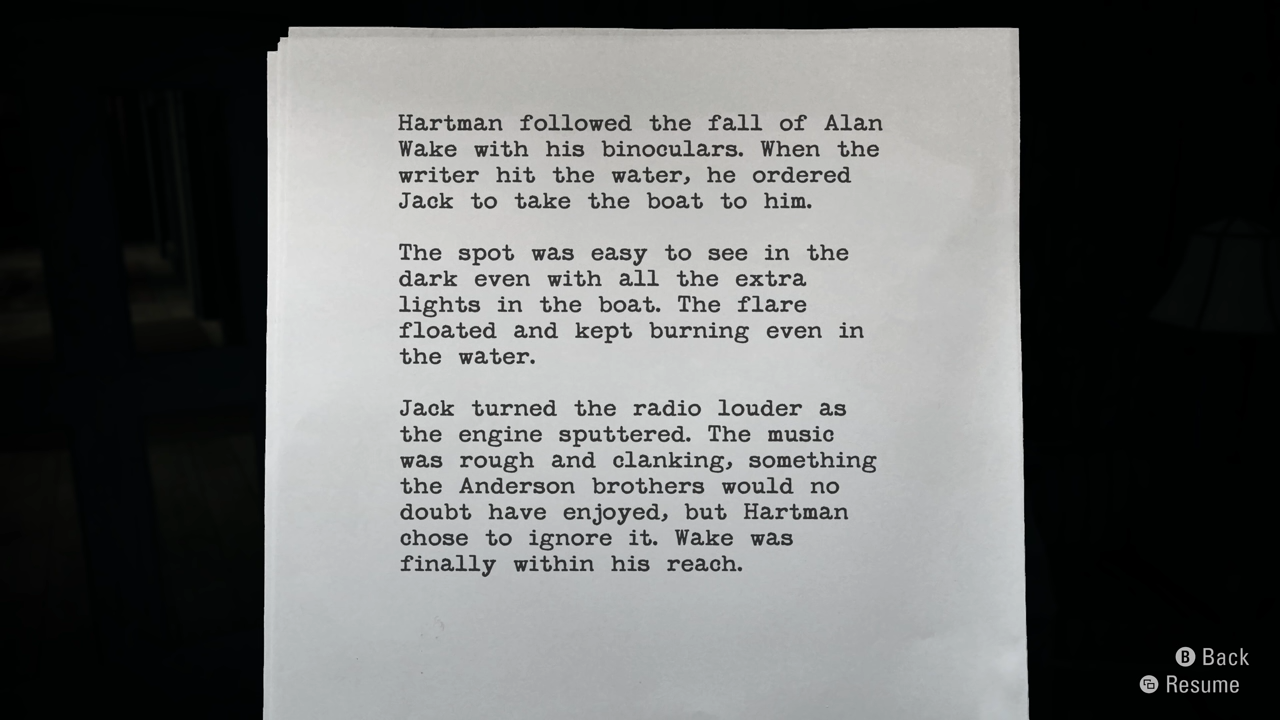 Hartman followed the fall of Alan
Wake with his binoculars. When the
writer hit the water, he ordered
Jack to take the boat to him.
The spot was easy to see in the
dark even with all the extra
lights in the boat. The flare
floated and kept burning even in
the water.
Jack turned the radio louder as
the engine sputtered. The music
was rough and clanking, something
the Anderson brothers would no
doubt have enjoyed, but Hartman
chose to ignore it. Wake was
finally within his reach.
B Back
Resume